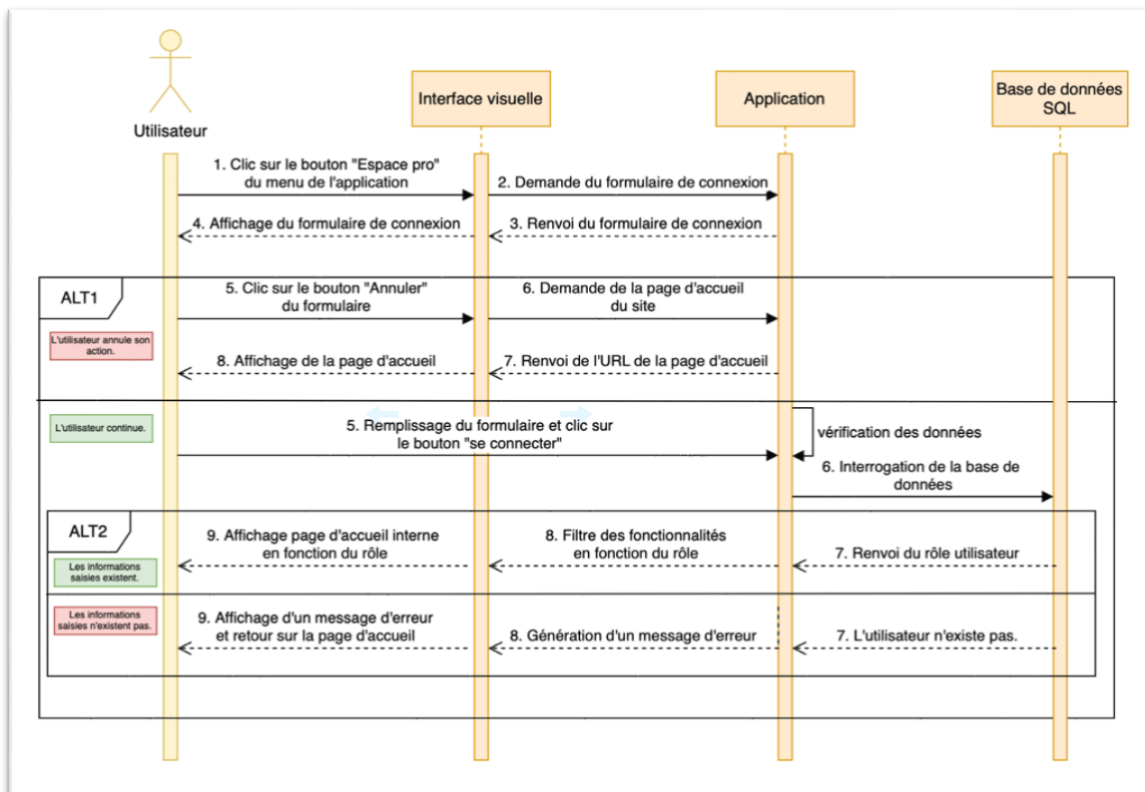 Utilisateur
Interface visuelle
Application
Base de données
SQL
1. Clic sur le bouton "Espace pro"
du menu de l'application
2. Demande du formulaire de connexion
4. Affichage du formulaire de connexion
3. Renvoi du formulaire de connexion
ALT1
5. Clic sur le bouton "Annuler"
du formulaire
6. Demande de la page d'accueil
du site
L'utilisateur annule son
action.
8. Affichage de la page d'accueil
7. Renvoi de l'URL de la page d'accueil
L'utilisateur continue.
5. Remplissage du formulaire et clic sur
le bouton "se connecter"
vérification des données
6. Interrogation de la base de
données
ALT2
9. Affichage page d'accueil interne
en fonction du rôle
8. Filtre des fonctionnalités
en fonction du rôle
7. Renvoi du rôle utilisateur
Les informations
saisies existent.
Les informations
saisies n'existent pas.
9. Affichage d'un message d'erreur
et retour sur la page d'accueil
8. Génération d'un message d'erreur
7. L'utilisateur n'existe pas.